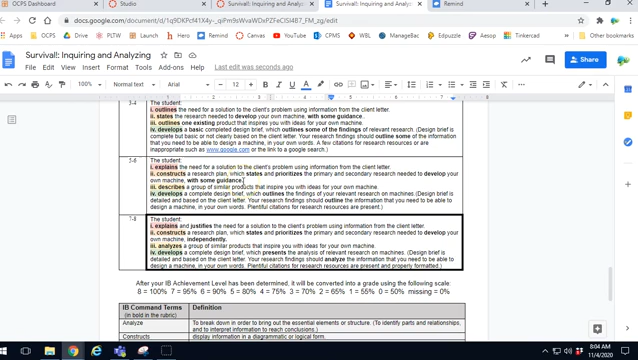 OCPS Dashboard
Studio
Survival!: Inquiring and Analyz
Survival!: Inquiring and Analyz
Remind
docs.google.com/document/d/1q9DKPcf41X4y-_qiPm9sWvaWDxPZFeClSI4B7_FM_zg/edit
Apps
OCPS
Drive
PLTW
Launch
Hero
Canvas
YouTube
CPMS
WBL
ManageBac
Edpuzzle
Aesop
Tinkercad
Other bookmarks
Survival!: Inquiring and Analyzing
File Edit View Insert Format Tools Add-ons Help
Last edit was seconds ago
Share
100%
Normal text
Arial
12
3-4
The student:
i. outlines the need for a solution to the client's problem using information from the client letter.
ii. states the research needed to develop your own machine, with some guidance.
iii. outlines one existing product that inspires you with ideas for your machine.
iv. develops a basic completed design brief, which outlines some of the findings of relevant research. (Design brief is
complete but basic or not clearly based on the client letter. Your research findings should outline some of the information
that you need to be able to design a machine, in your own words. A few citations for research resources or are
inappropriate such as www.google.com or the link to a google search.)
5-6
The student:
i. explains the need for a solution to the client's problem using information from the client letter.
ii. constructs a research plan, which states and prioritizes the primary and secondary research needed to develop your
own machine, with some guidance.
iii. describes a group of similar products that inspire you with ideas for your machine.
iv. develops a complete design brief, which outlines the findings of your relevant research on machines.(Design brief is
detailed and based on the client letter. Your research findings should outline the information that you need to be able to
design a machine, in your own words. Plentiful citations for research resources are present.)
7-8
The student:
i. explains and justifies the need for a solution to the client's problem using information from the client letter.
ii. constructs a research plan, which states and prioritizes the primary and secondary research needed to develop your
own machine, independently.
iii. analyzes a group of similar products that inspire you with ideas for your machine.
iv. develops a complete design brief, which presents the analysis of relevant research on machines. (Design brief is
detailed and based on the client letter. Your research findings should analyze the information that you need to be able to
design a machine, in your own words. Plentiful citations for research resources are present and properly formatted.)
After your IB Achievement Level has been determined, it will be converted into a grade using the following scale:
8 = 100% 7 = 95% 6 = 90% 5 = 80% 4 = 75% 3 = 70% 2 = 65% 1 = 55% 0 = 50% missing = 0%
IB Command Terms
(in bold in the rubric)
Definition
Analyze
To break down in order to bring out the essential elements or structure. (To identify parts and relationships,
and to interpret information to reach conclusions.)
Constructs
display information in a diagrammatic or logical form.
8:04 AM
11/4/2020